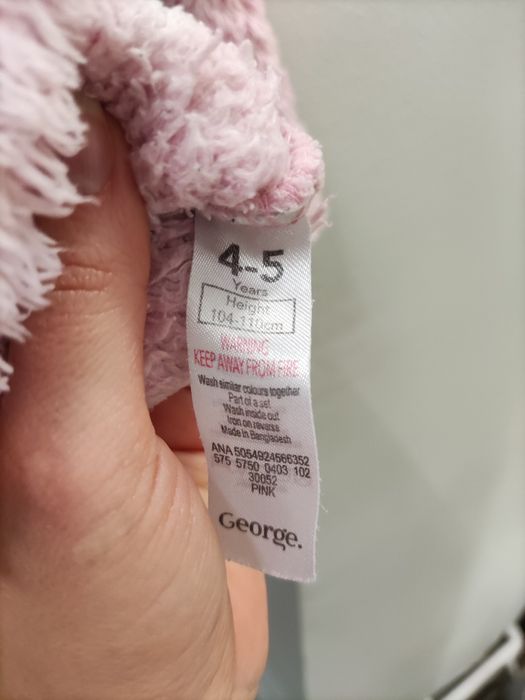 4-5
Years
Height
104-110cm
WARNING
KEEP AWAY FROM FIRE
Wash similar colours together
Part of a set
Wash inside out
Iron on reverse
Made in Bangladesh
ANA 5054924566352
575 5750 0403 102
30052
PINK
George.